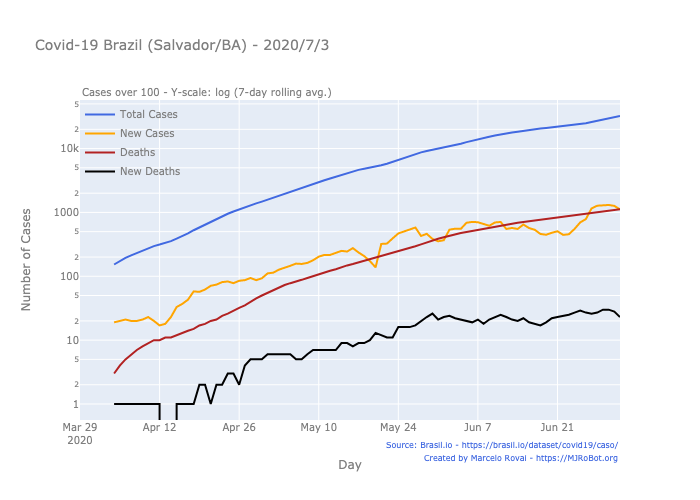 Covid-19 Brazil (Salvador/BA) - 2020/7/3
Cases over 100 - Y-scale: log (7-day rolling avg.)
Total Cases
New Cases
Deaths
New Deaths
5
2
10k
5
2
1000
5
2
100
5
2
10
5
2
1
Number of Cases
Mar 29
2020
Apr 12
Apr 26
May 10
May 24
Jun 7
Jun 21
Day
Source: Brasil.io - https://brasil.io/dataset/covid19/caso/
Created by Marcelo Rovai - https://MJRoBot.org